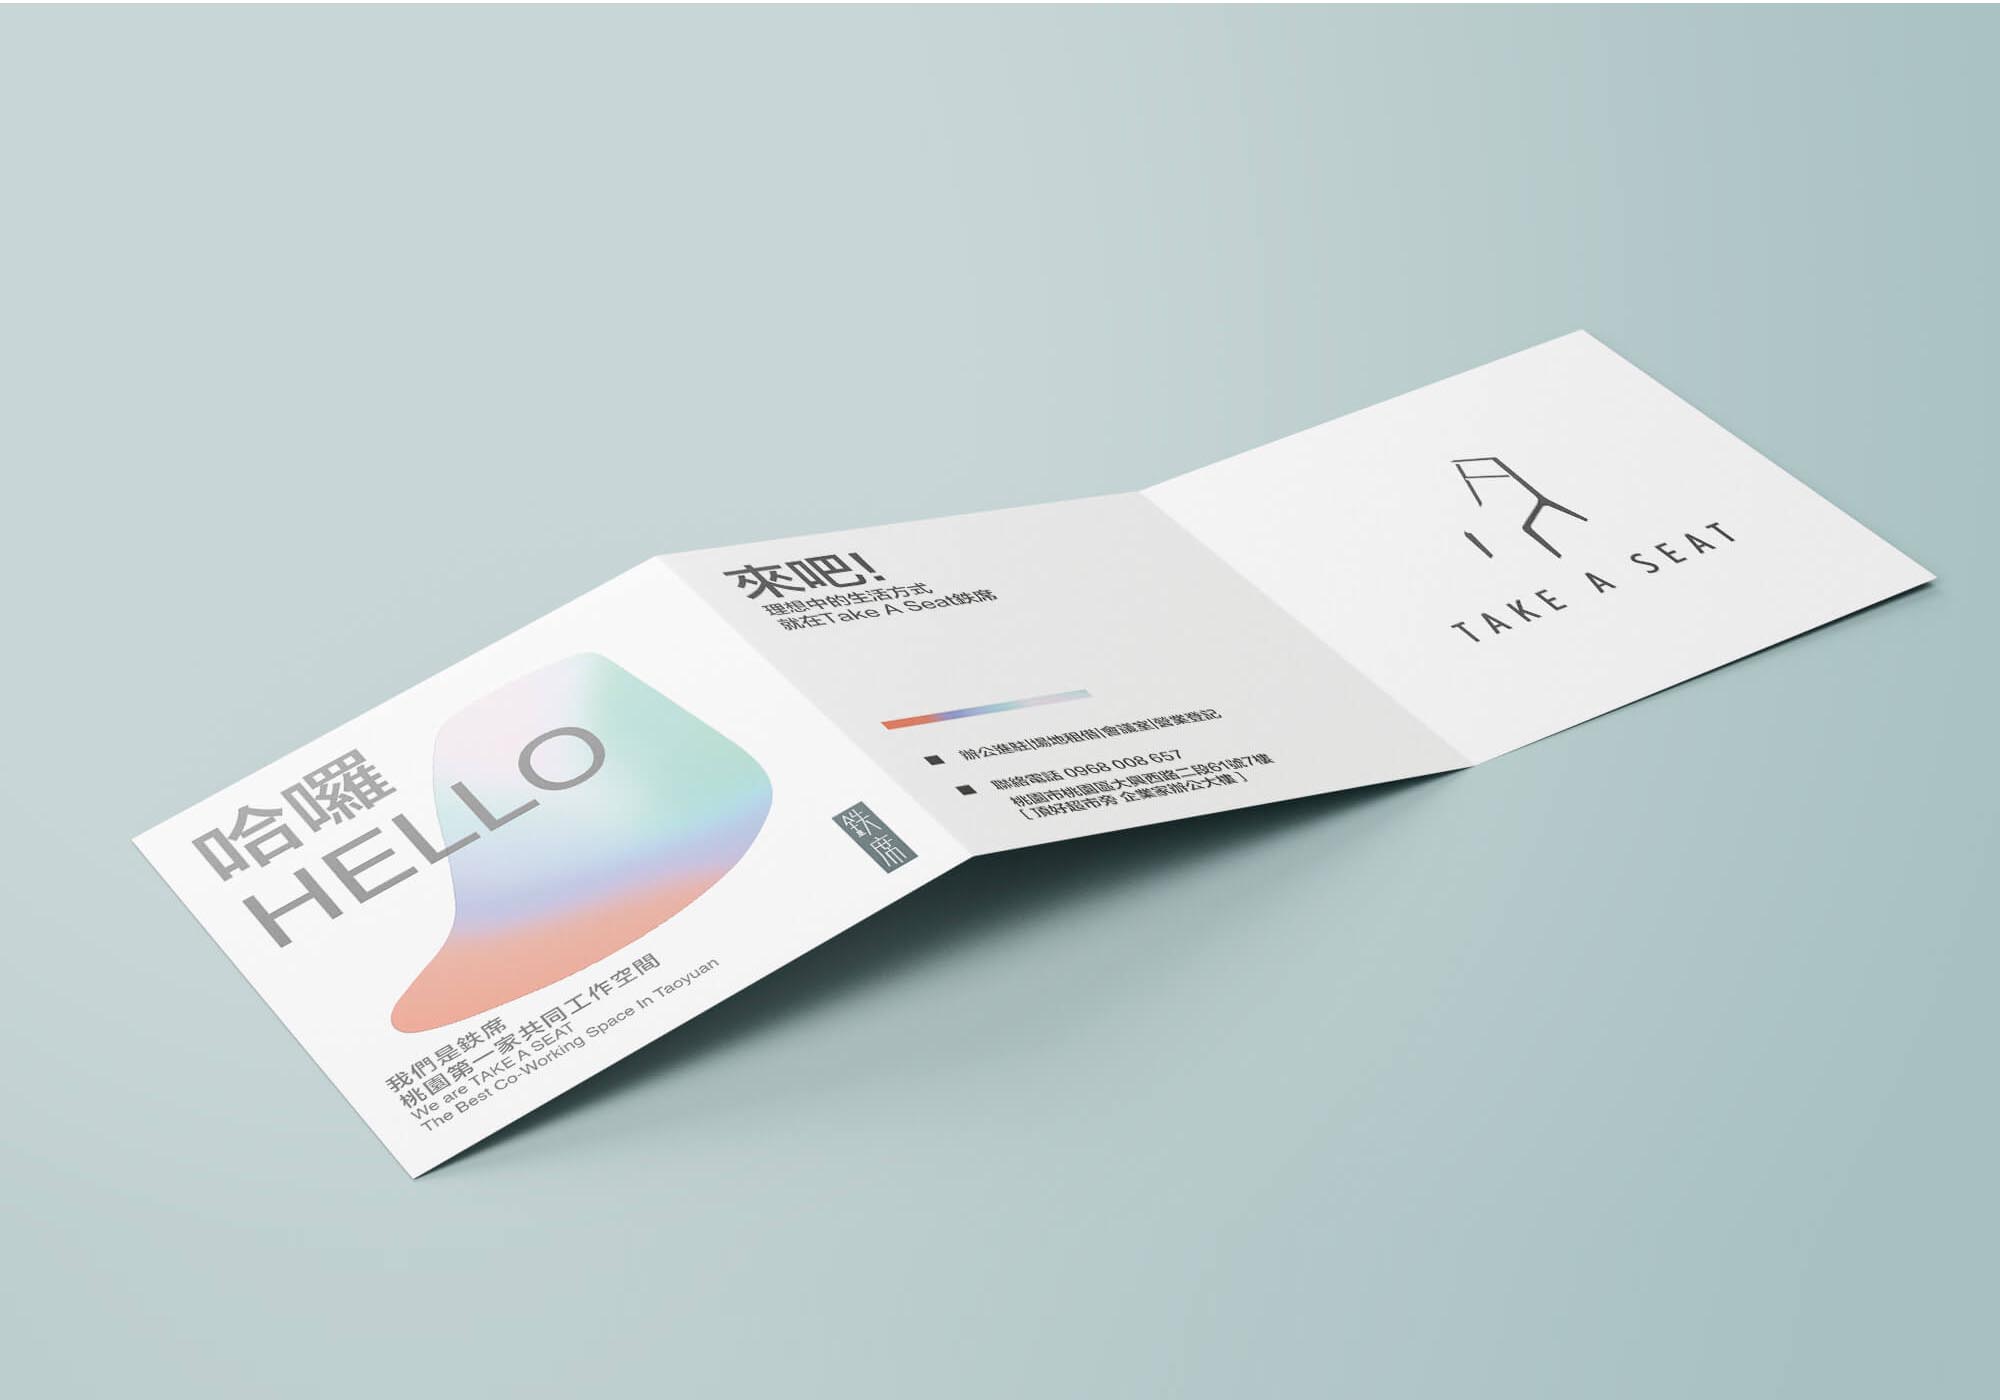 哈囉
HELLO
我們是鉄席
桃園第一家共同工作空間
We are TAKE A SEAT
The Best Co-Working Space In Taoyuan
鉄席
來吧!
理想中的生活方式
就在Take A Seat鉄席
辦公進駐|場地租借|會議室|營業登記
聯絡電話 0968 008 657
桃園市桃園區大興西路二段61號7樓
[ 頂好超市旁 企業家辦公大樓 ]
TAKE A SEAT